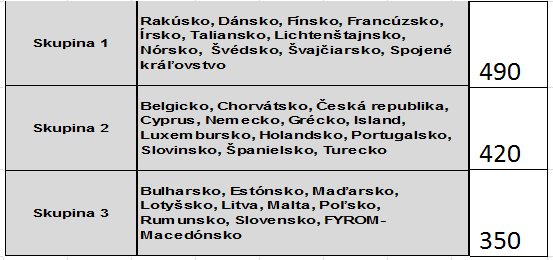 Skupina 1
Rakúsko, Dánsko, Fínsko, Francúzsko,
Írsko, Taliansko, Lichtenštajnsko,
Nórsko, Švédsko, Švajčiarsko, Spojené
kráľovstvo
490
Skupina 2
Belgicko, Chorvátsko, Česká republika,
Cyprus, Nemecko, Grécko, Island,
Luxembursko, Holandsko, Portugalsko,
Slovinsko, Španielsko, Turecko
420
Skupina 3
Bulharsko, Estónsko, Maďarsko,
Lotyšsko, Litva, Malta, Poľsko,
Rumunsko, Slovensko, FYROM-
Macedónsko
350